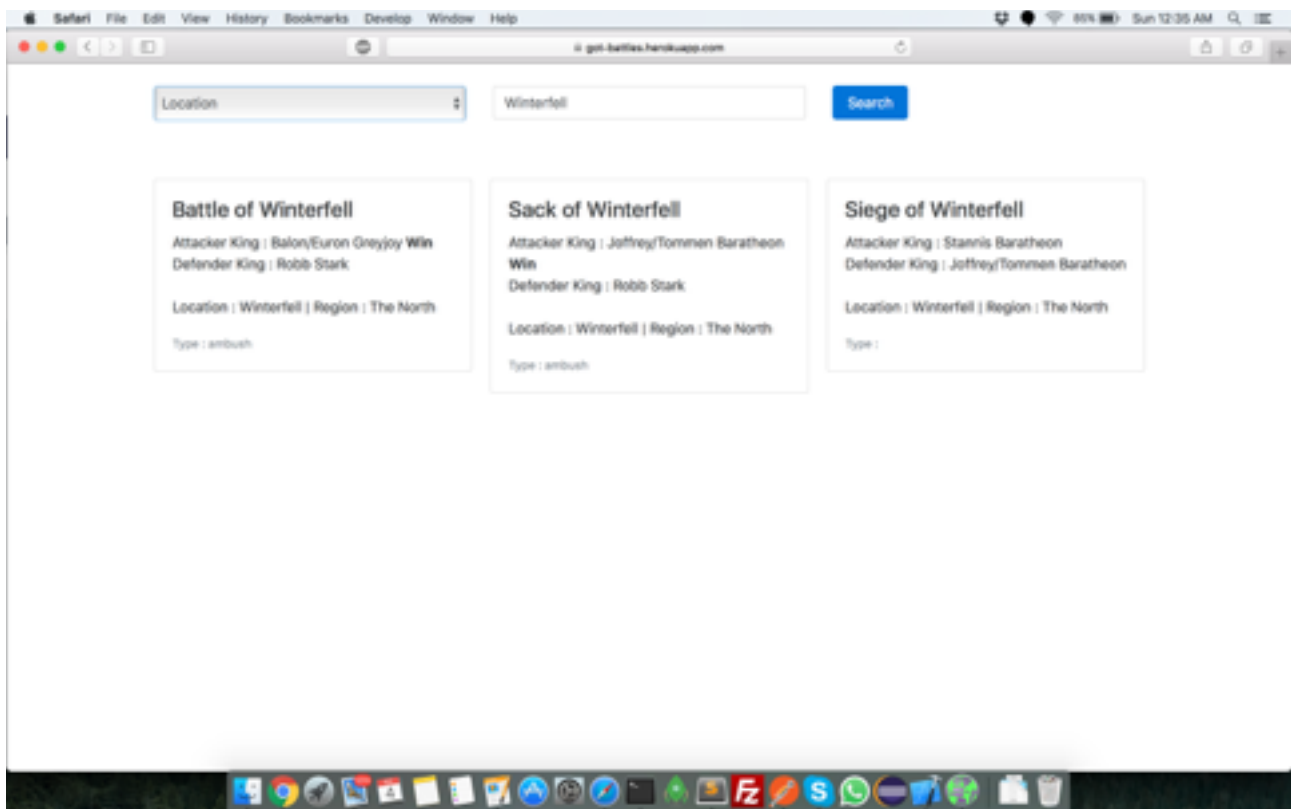 Safari File Edit View History Bookmarks Develop Window Help 85% Sun 12:35 AM
got-battles.herokuapp.com
Location Winterfell Search
Battle of Winterfell
Attacker King : Balon/Euron Greyjoy Win
Defender King : Robb Stark
Location : Winterfell | Region : The North
Type : ambush
Sack of Winterfell
Attacker King : Joffrey/Tommen Baratheon
Win
Defender King : Robb Stark
Location : Winterfell | Region : The North
Type : ambush
Siege of Winterfell
Attacker King : Stannis Baratheon
Defender King : Joffrey/Tommen Baratheon
Location : Winterfell | Region : The North
Type :
Fz
S